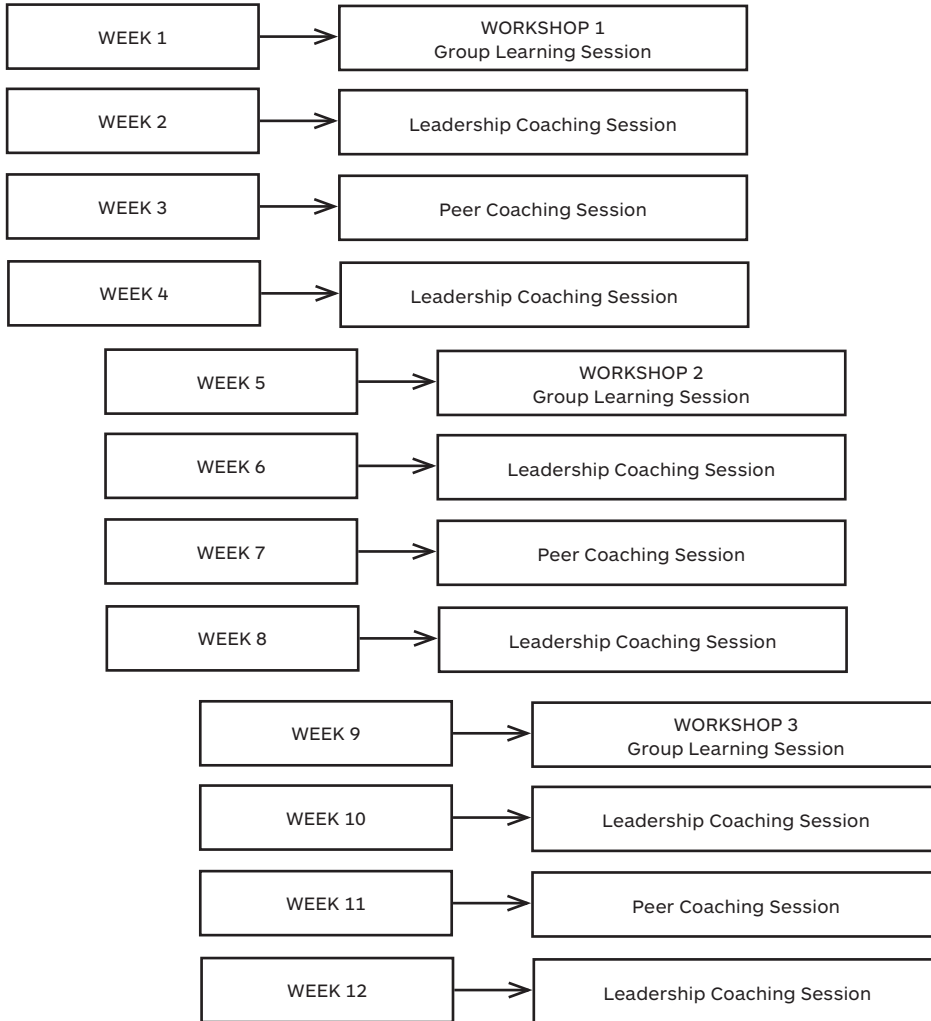 WEEK 1
WORKSHOP 1
Group Learning Session
WEEK 2
Leadership Coaching Session
WEEK 3
Peer Coaching Session
WEEK 4
Leadership Coaching Session
WEEK 5
WORKSHOP 2
Group Learning Session
WEEK 6
Leadership Coaching Session
WEEK 7
Peer Coaching Session
WEEK 8
Leadership Coaching Session
WEEK 9
WORKSHOP 3
Group Learning Session
WEEK 10
Leadership Coaching Session
WEEK 11
Peer Coaching Session
WEEK 12
Leadership Coaching Session